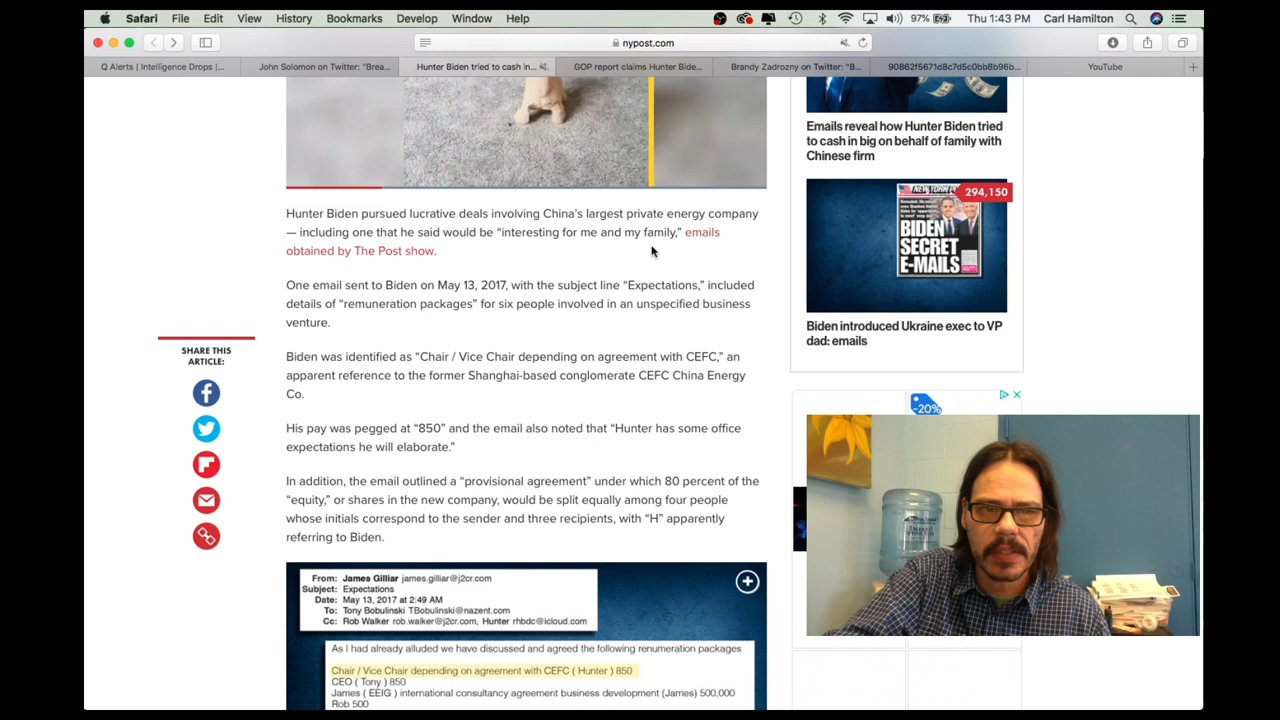 Safari File Edit View History Bookmarks Develop Window Help 97% Thu 1:43 PM Carl Hamilton
nypost.com
Q Alerts | Intelligence Drops |... John Solomon on Twitter: "Brea... Hunter Biden tried to cash in... GOP report claims Hunter Bide... Brandy Zadrozny on Twitter: "B... 90862f5671d8c7d5c0bb8b96b... YouTube
Hunter Biden pursued lucrative deals involving China's largest private energy company
— including one that he said would be "interesting for me and my family," emails
obtained by The Post show.
One email sent to Biden on May 13, 2017, with the subject line "Expectations," included
details of "remuneration packages" for six people involved in an unspecified business
venture.
Biden was identified as "Chair / Vice Chair depending on agreement with CEFC," an
apparent reference to the former Shanghai-based conglomerate CEFC China Energy
Co.
His pay was pegged at "850" and the email also noted that "Hunter has some office
expectations he will elaborate."
In addition, the email outlined a "provisional agreement" under which 80 percent of the
"equity," or shares in the new company, would be split equally among four people
whose initials correspond to the sender and three recipients, with "H" apparently
referring to Biden.
SHARE THIS
ARTICLE:
From: James Gilliar james.gilliar@j2cr.com
Subject: Expectations
Date: May 13, 2017 at 2:49 AM
To: Tony Bobulinski TBobulinski@nazent.com
Cc: Rob Walker rob.walker@j2cr.com, Hunter rhbdc@icloud.com
As I had already alluded we have discussed and agreed the following renumeration packages
Chair / Vice Chair depending on agreement with CEFC ( Hunter ) 850
CEO ( Tony ) 850
James ( EEIG ) international consultancy agreement business development (James) 500,000
Rob 500
Emails reveal how Hunter Biden tried
to cash in big on behalf of family with
Chinese firm
294,150
NEW YORK POST
BIDEN
SECRET
E-MAILS
Biden introduced Ukraine exec to VP
dad: emails
-20%